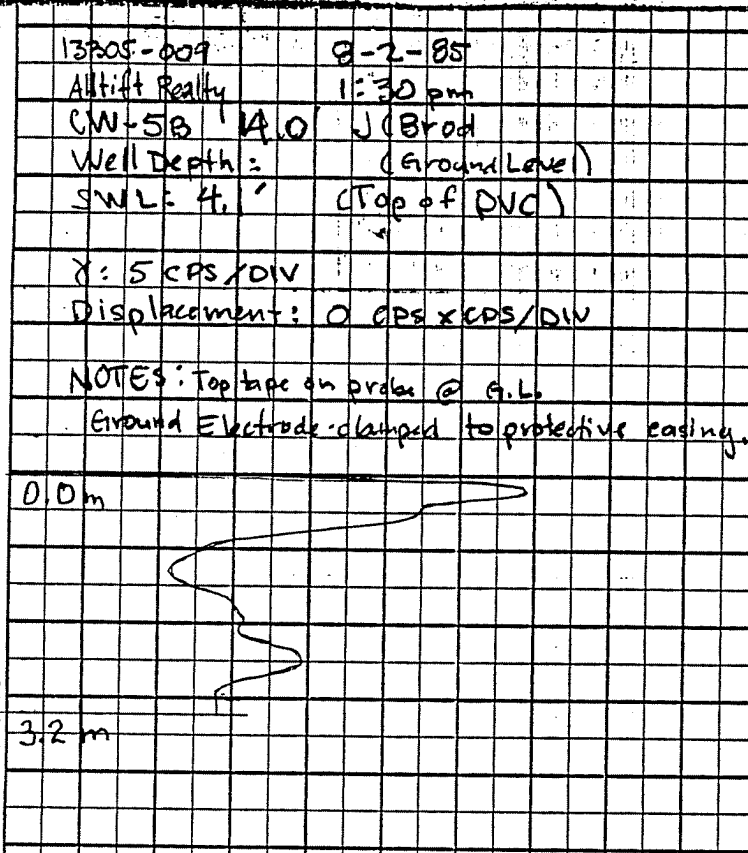 13305-009 8-2-85
Alltift Realty 1:30 pm
CW-5B 14.0' J(Brod
Well Depth: (Ground Level)
SWL: 4.1' (Top of PVC)
γ: 5 CPS/DIV
Displacement: 0 CPS x CPS/DIV
NOTES: Top tape on probe @ G.L.
Ground Electrode clamped to protective casing.
0.0 m
3.2 m